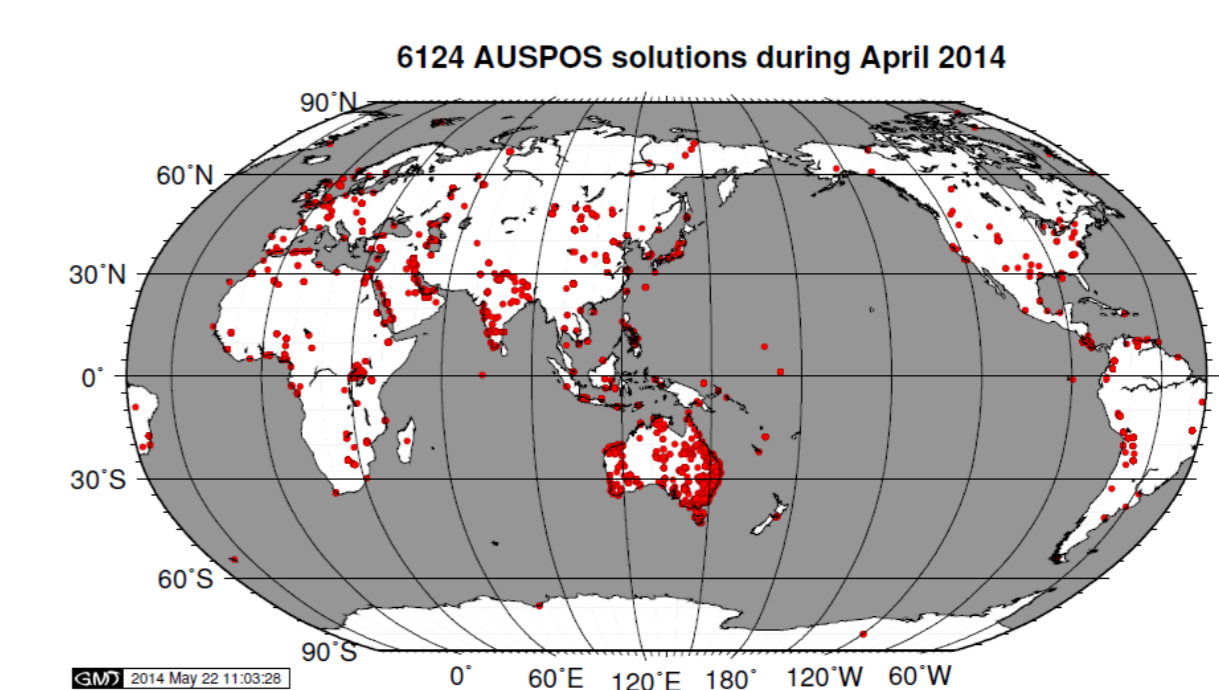 6124 AUSPOS solutions during April 2014
90˚N
60˚N
30˚N
0˚
30˚S
60˚S
90˚S
0˚ 60˚E 120˚E 180˚ 120˚W 60˚W
GMT 2014 May 22 11:03:28